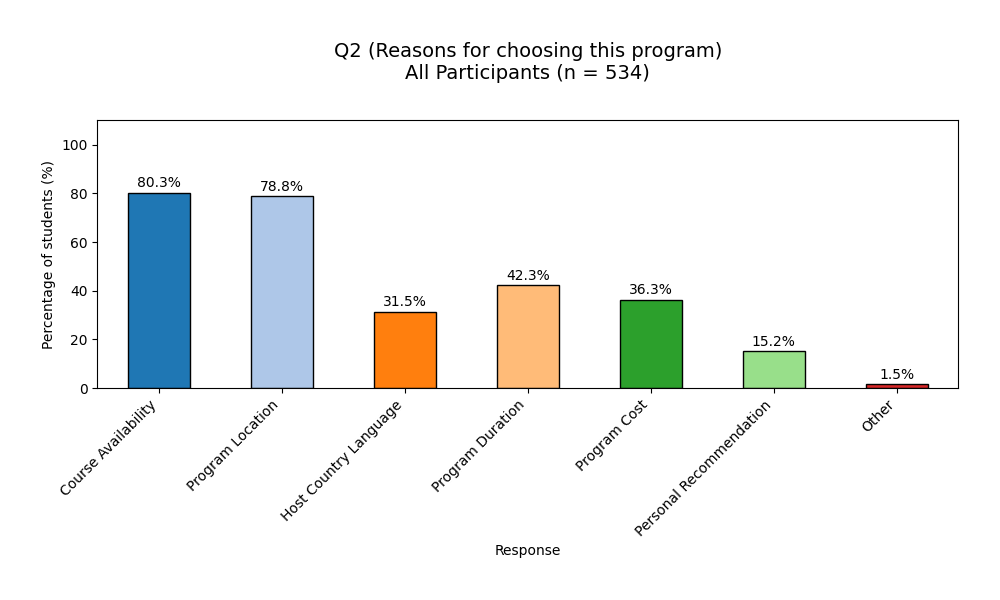 Q2 (Reasons for choosing this program)
All Participants (n = 534)
Percentage of students (%)
100
80
60
40
20
0
80.3%
78.8%
31.5%
42.3%
36.3%
15.2%
1.5%
Course Availability
Program Location
Host Country Language
Program Duration
Program Cost
Personal Recommendation
Other
Response